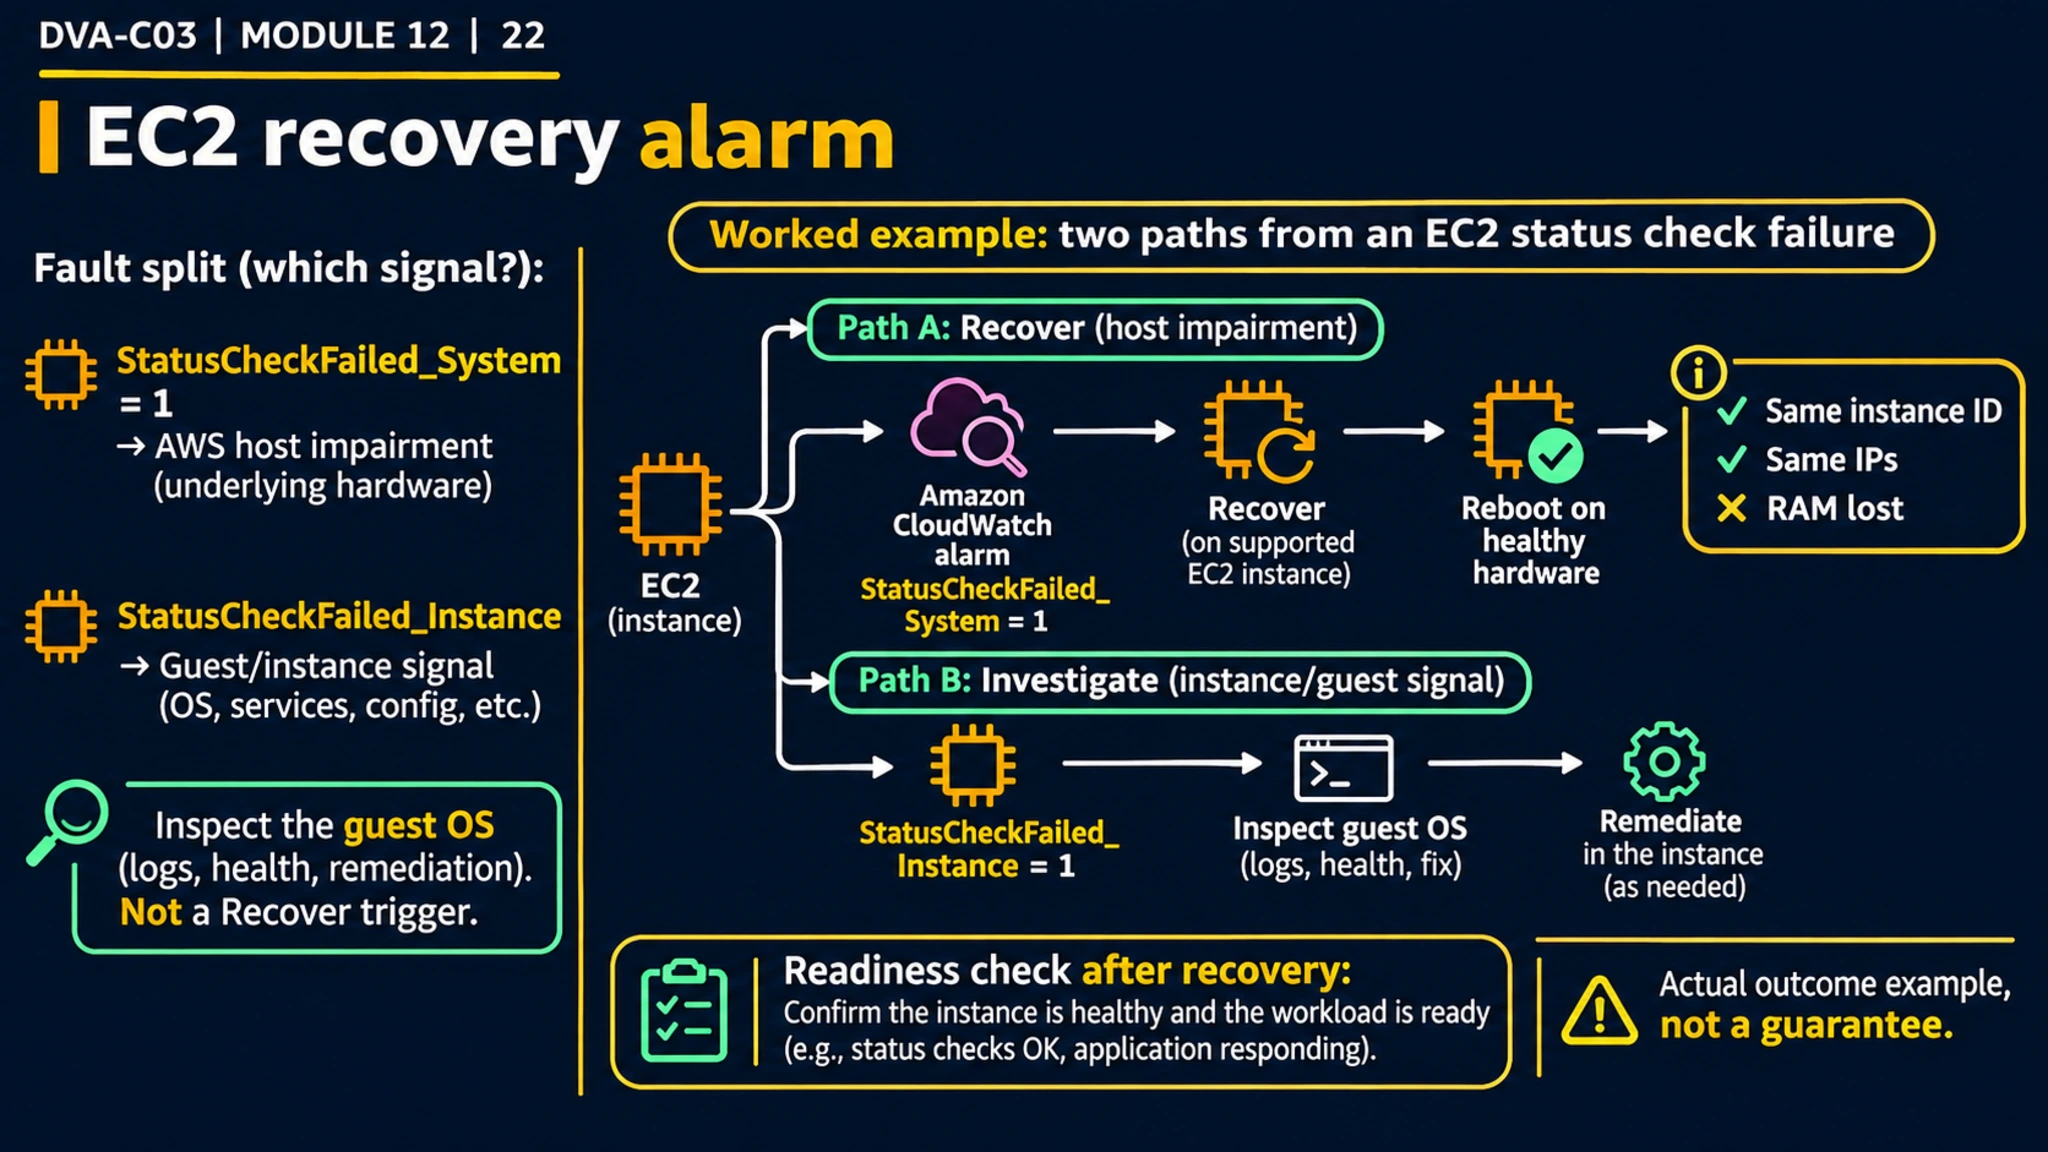 DVA-C03 | MODULE 12 | 22
EC2 recovery alarm
Fault split (which signal?):
StatusCheckFailed_System
= 1
→ AWS host impairment
(underlying hardware)
StatusCheckFailed_Instance
→ Guest/instance signal
(OS, services, config, etc.)
Inspect the guest OS
(logs, health, remediation).
Not a Recover trigger.
Worked example: two paths from an EC2 status check failure
EC2
(instance)
Path A: Recover (host impairment)
Amazon
CloudWatch
alarm
StatusCheckFailed_
System = 1
Recover
(on supported
EC2 instance)
Reboot on
healthy
hardware
i
Same instance ID
Same IPs
RAM lost
Path B: Investigate (instance/guest signal)
StatusCheckFailed_
Instance = 1
>_
Inspect guest OS
(logs, health, fix)
Remediate
in the instance
(as needed)
Readiness check after recovery:
Confirm the instance is healthy and the workload is ready
(e.g., status checks OK, application responding).
Actual outcome example,
not a guarantee.